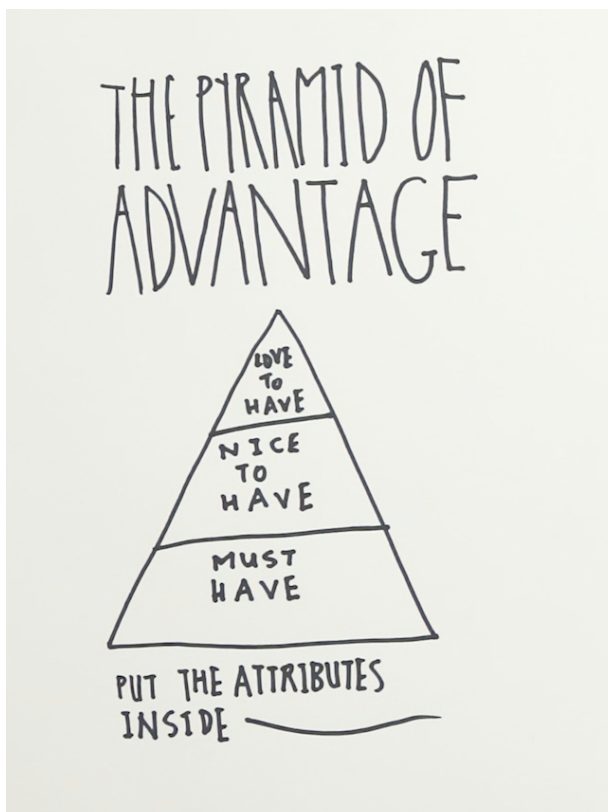 THE PYRAMID OF
ADVANTAGE
LOVE
TO
HAVE
NICE
TO
HAVE
MUST
HAVE
PUT THE ATTRIBUTES
INSIDE